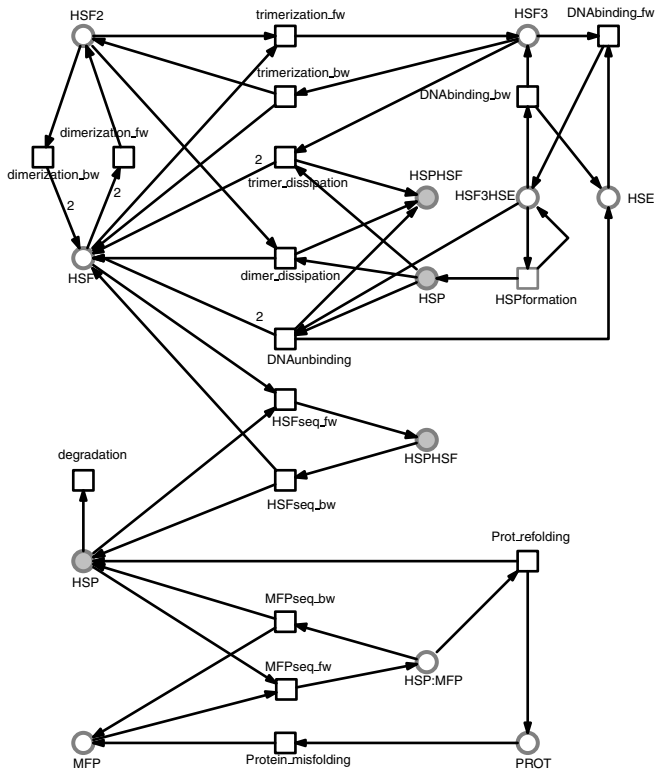 HSF2
trimerization_fw
HSF3
DNAbinding_fw
trimerization_bw
DNAbinding_bw
dimerization_fw
dimerization_bw
2
trimer_dissipation
HSPHSF
HSF3HSE
HSE
2
2
HSF
dimer_dissipation
HSP
HSPformation
2
DNAunbinding
HSFseq_fw
HSPHSF
degradation
HSFseq_bw
Prot_refolding
HSP
MFPseq_bw
MFPseq_fw
HSP:MFP
MFP
Protein_misfolding
PROT